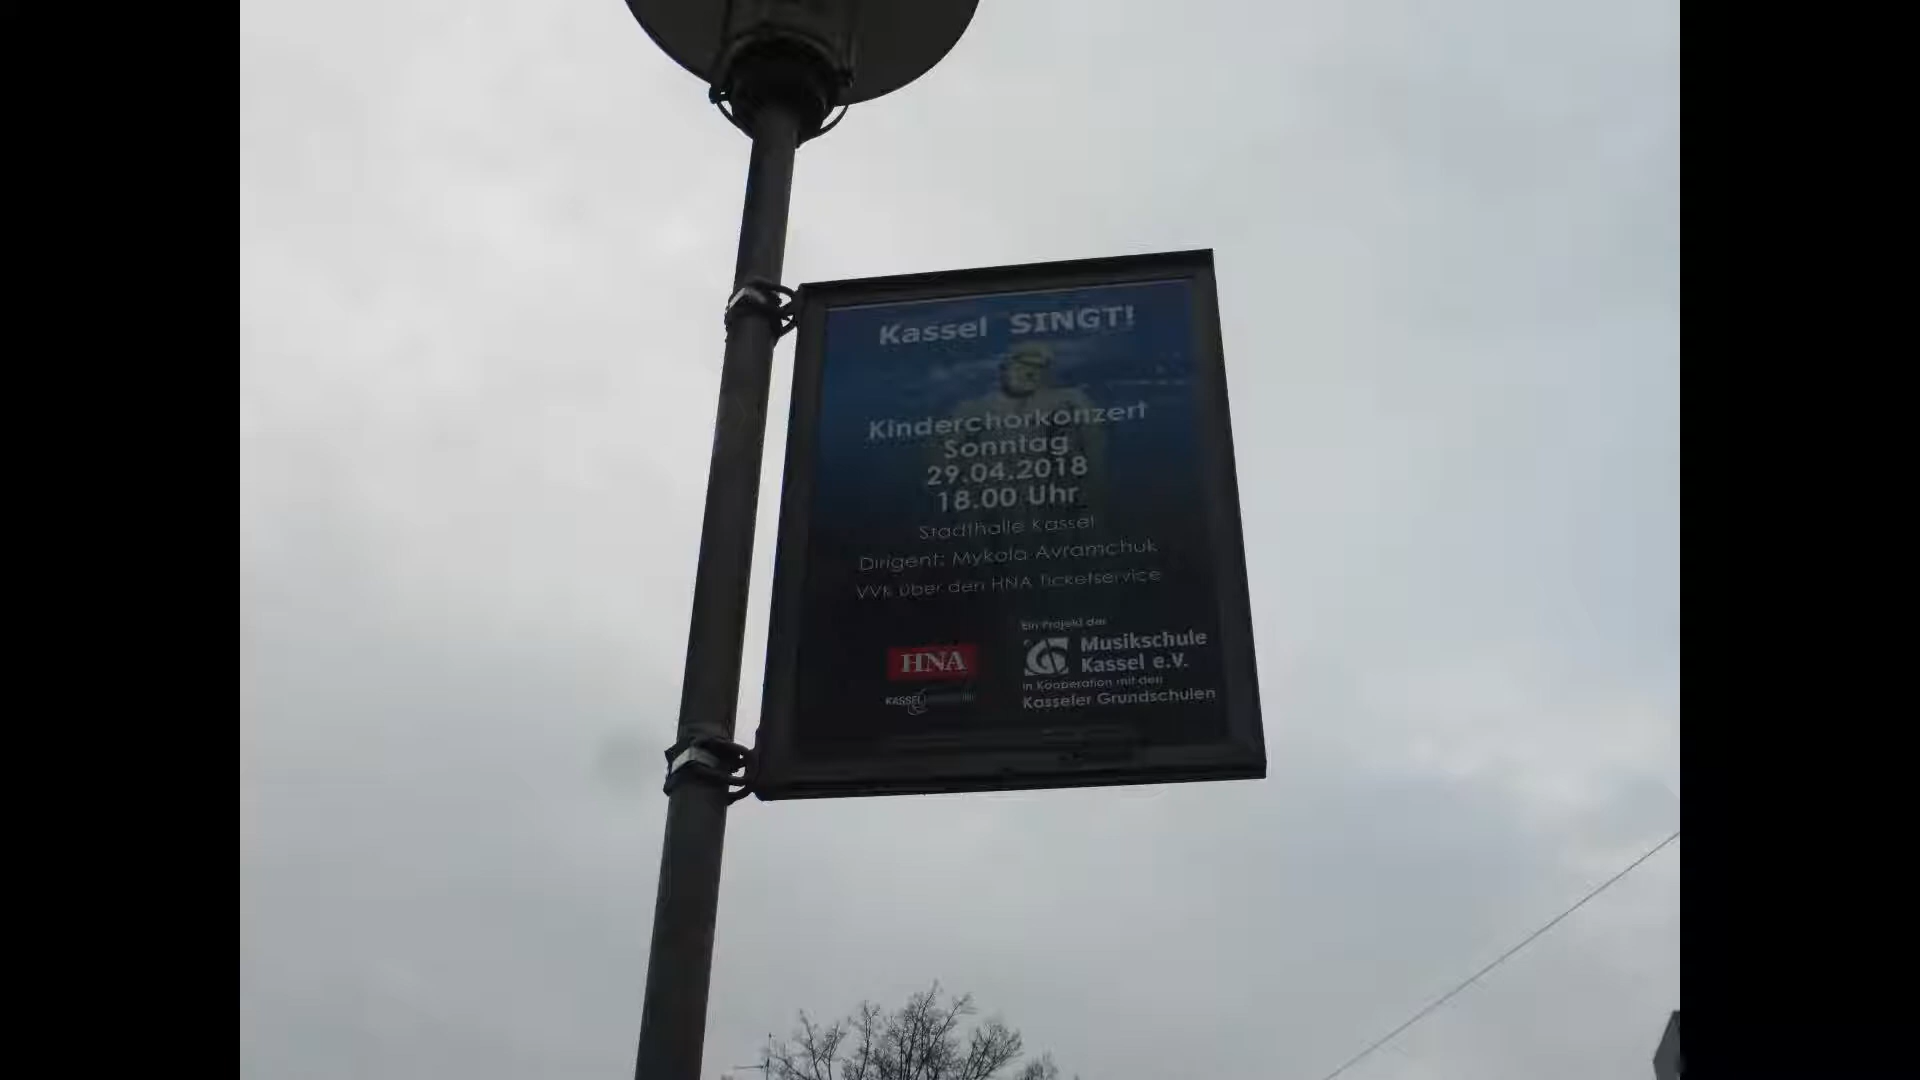 Kassel SINGT!
Kinderchorkonzert
Sonntag
29.04.2018
18.00 Uhr
Stadthalle Kassel
Dirigent: Mykola Avramchuk
VVK über den HNA Ticketservice
HNA
KASSEL
Ein Projekt der
Musikschule
Kassel e.V.
in Kooperation mit den
Kasseler Grundschulen